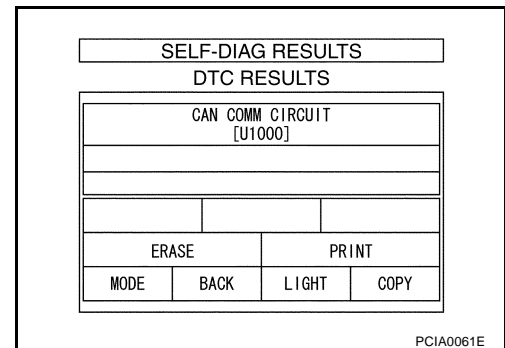 SELF-DIAG RESULTS
DTC RESULTS
CAN COMM CIRCUIT
[U1000]
ERASE PRINT
MODE BACK LIGHT COPY
PCIA0061E